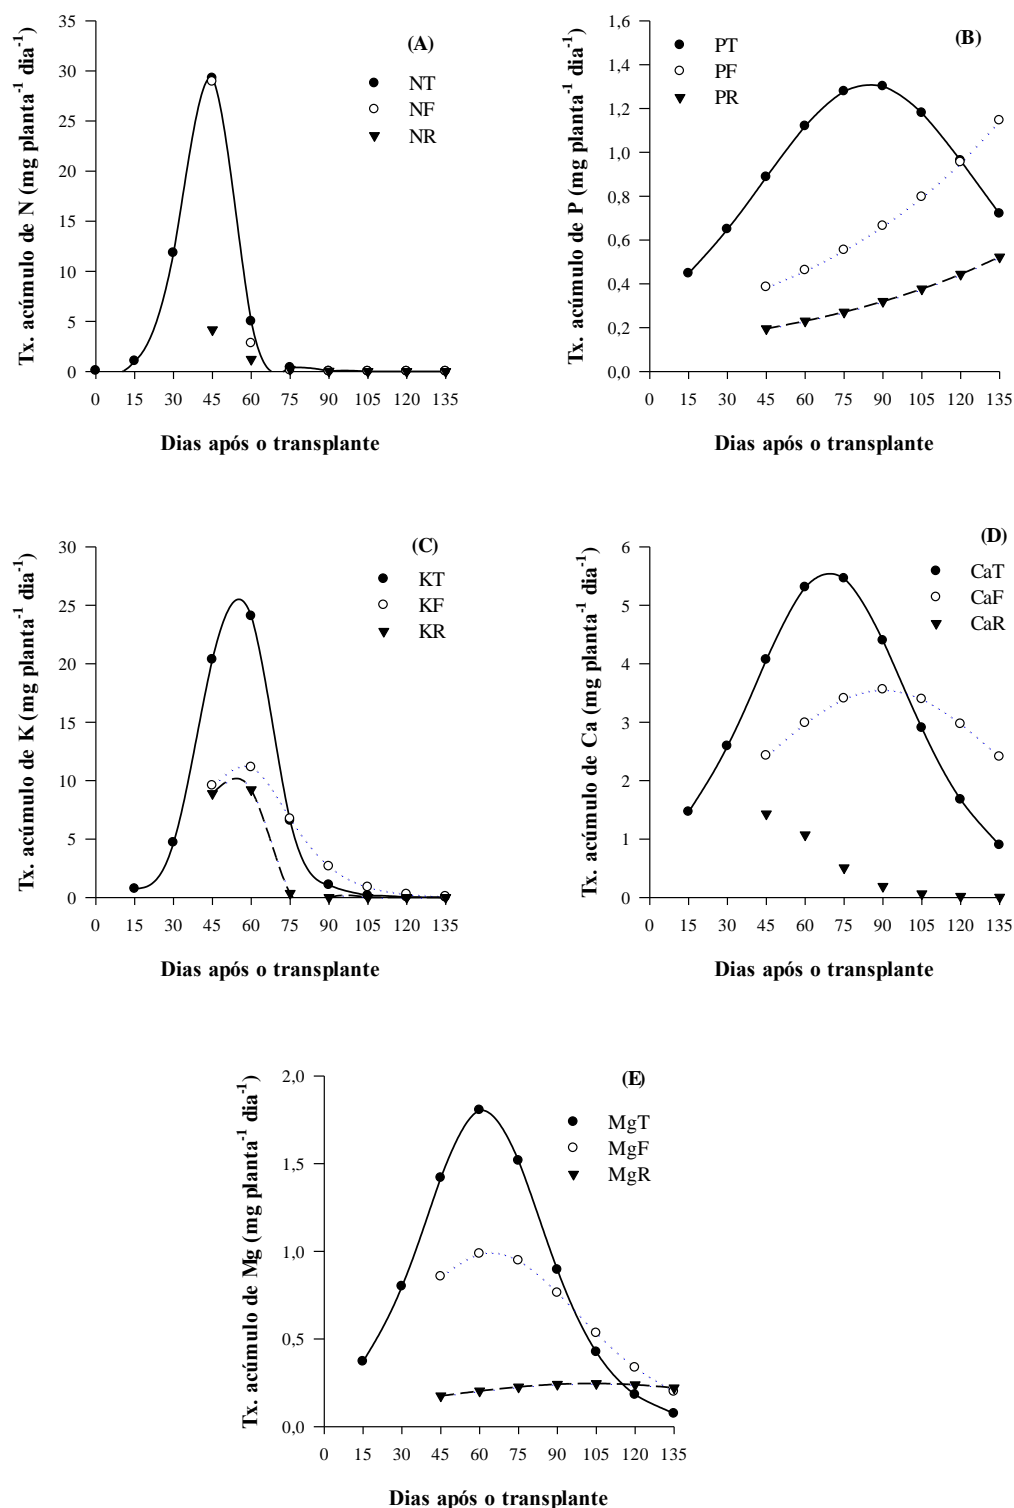 (A)
NT
NF
NR
Tx. acúmulo de N (mg planta-1 dia-1)
35
30
25
20
15
10
5
0
0 15 30 45 60 75 90 105 120 135
Dias após o transplante
(B)
PT
PF
PR
Tx. acúmulo de P (mg planta-1 dia-1)
1,6
1,4
1,2
1,0
0,8
0,6
0,4
0,2
0,0
0 15 30 45 60 75 90 105 120 135
Dias após o transplante
(C)
KT
KF
KR
Tx. acúmulo de K (mg planta-1 dia-1)
30
25
20
15
10
5
0
0 15 30 45 60 75 90 105 120 135
Dias após o transplante
(D)
CaT
CaF
CaR
Tx. acúmulo de Ca (mg planta-1 dia-1)
6
5
4
3
2
1
0
0 15 30 45 60 75 90 105 120 135
Dias após o transplante
(E)
MgT
MgF
MgR
Tx. acúmulo de Mg (mg planta-1 dia-1)
2,0
1,5
1,0
0,5
0,0
0 15 30 45 60 75 90 105 120 135
Dias após o transplante